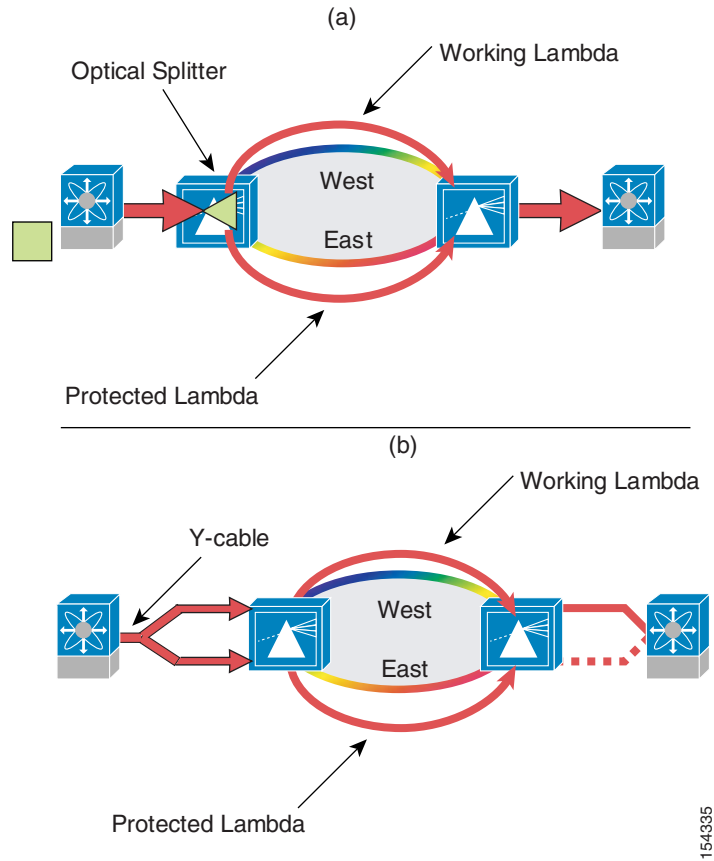 (a)
Working Lambda
Optical Splitter
West
East
Protected Lambda
(b)
Working Lambda
Y-cable
West
East
Protected Lambda
154335